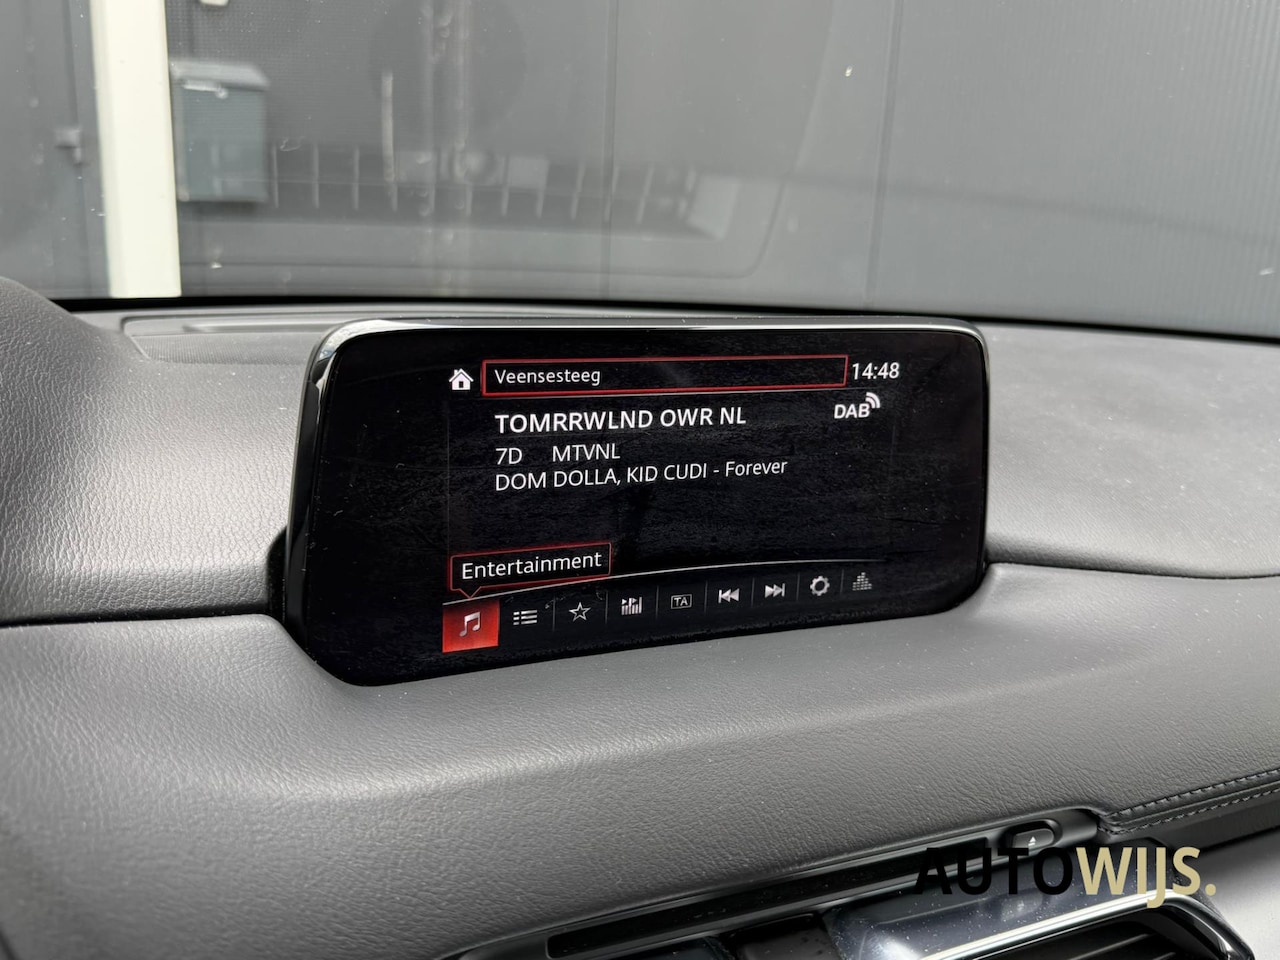 Veensesteeg
14:48
TOMRRWLND OWR NL
DAB
7D MTVNL
DOM DOLLA, KID CUDI - Forever
Entertainment
TA
AUTOWIJS.